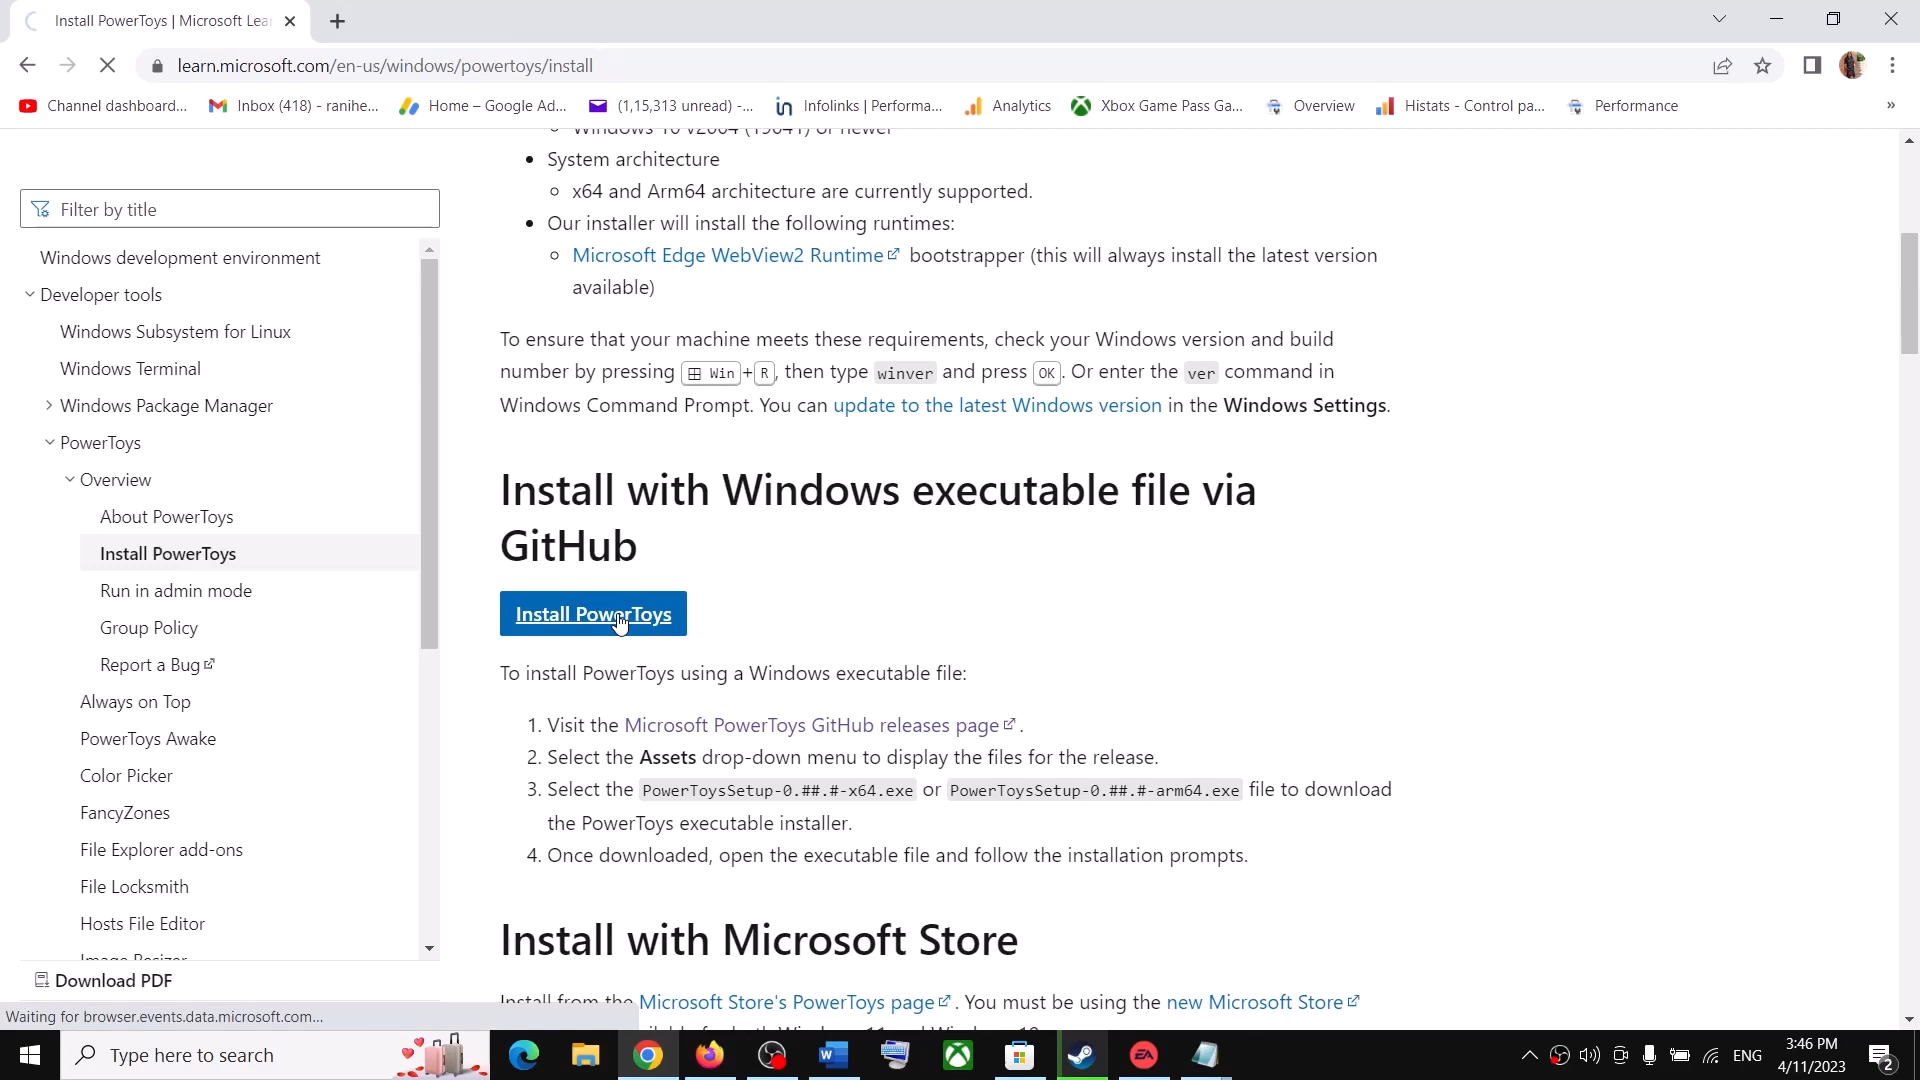 Install PowerToys | Microsoft Lea
learn.microsoft.com/en-us/windows/powertoys/install
Channel dashboard...
Inbox (418) - ranihe...
Home – Google Ad...
(1,15,313 unread) -...
Infolinks | Performa...
Analytics
Xbox Game Pass Ga...
Overview
Histats - Control pa...
Performance
»
Filter by title
Windows development environment
Developer tools
Windows Subsystem for Linux
Windows Terminal
Windows Package Manager
PowerToys
Overview
About PowerToys
Install PowerToys
Run in admin mode
Group Policy
Report a Bug
Always on Top
PowerToys Awake
Color Picker
FancyZones
File Explorer add-ons
File Locksmith
Hosts File Editor
Image Resizer
Download PDF
Windows 10 v2004 (19041) or newer
System architecture
x64 and Arm64 architecture are currently supported.
Our installer will install the following runtimes:
Microsoft Edge WebView2 Runtime bootstrapper (this will always install the latest version
available)
To ensure that your machine meets these requirements, check your Windows version and build
number by pressing Win+R, then type winver and press OK. Or enter the ver command in
Windows Command Prompt. You can update to the latest Windows version in the Windows Settings.
Install with Windows executable file via
GitHub
Install PowerToys
To install PowerToys using a Windows executable file:
1. Visit the Microsoft PowerToys GitHub releases page.
2. Select the Assets drop-down menu to display the files for the release.
3. Select the PowerToysSetup-0.##.#-x64.exe or PowerToysSetup-0.##.#-arm64.exe file to download
the PowerToys executable installer.
4. Once downloaded, open the executable file and follow the installation prompts.
Install with Microsoft Store
Install from the Microsoft Store's PowerToys page. You must be using the new Microsoft Store
Waiting for browser.events.data.microsoft.com...
Type here to search
ENG
3:46 PM
4/11/2023
2